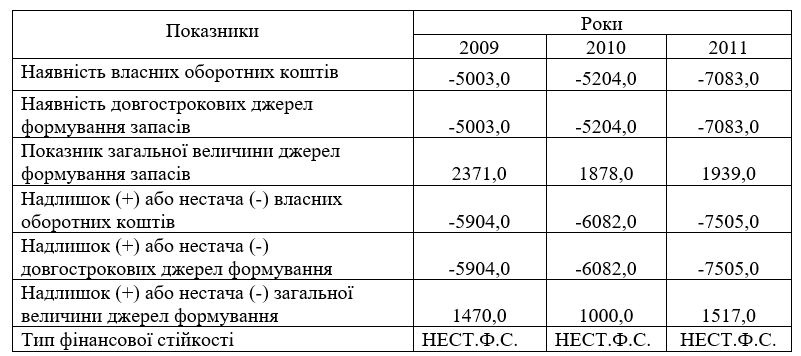 Показники
Роки
2009 2010 2011
Наявність власних оборотних коштів -5003,0 -5204,0 -7083,0
Наявність довгострокових джерел
формування запасів -5003,0 -5204,0 -7083,0
Показник загальної величини джерел
формування запасів 2371,0 1878,0 1939,0
Надлишок (+) або нестача (-) власних
оборотних коштів -5904,0 -6082,0 -7505,0
Надлишок (+) або нестача (-)
довгострокових джерел формування -5904,0 -6082,0 -7505,0
Надлишок (+) або нестача (-) загальної
величини джерел формування 1470,0 1000,0 1517,0
Тип фінансової стійкості НЕСТ.Ф.С. НЕСТ.Ф.С. НЕСТ.Ф.С.